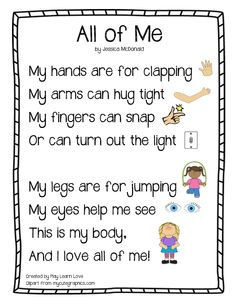 All of Me
by Jessica McDonald
My hands are for clapping
My arms can hug tight
My fingers can snap
Or can turn out the light
My legs are for jumping
My eyes help me see
This is my body,
And I love all of me!
Created by Play Learn Love
Clipart from mycutegraphics.com